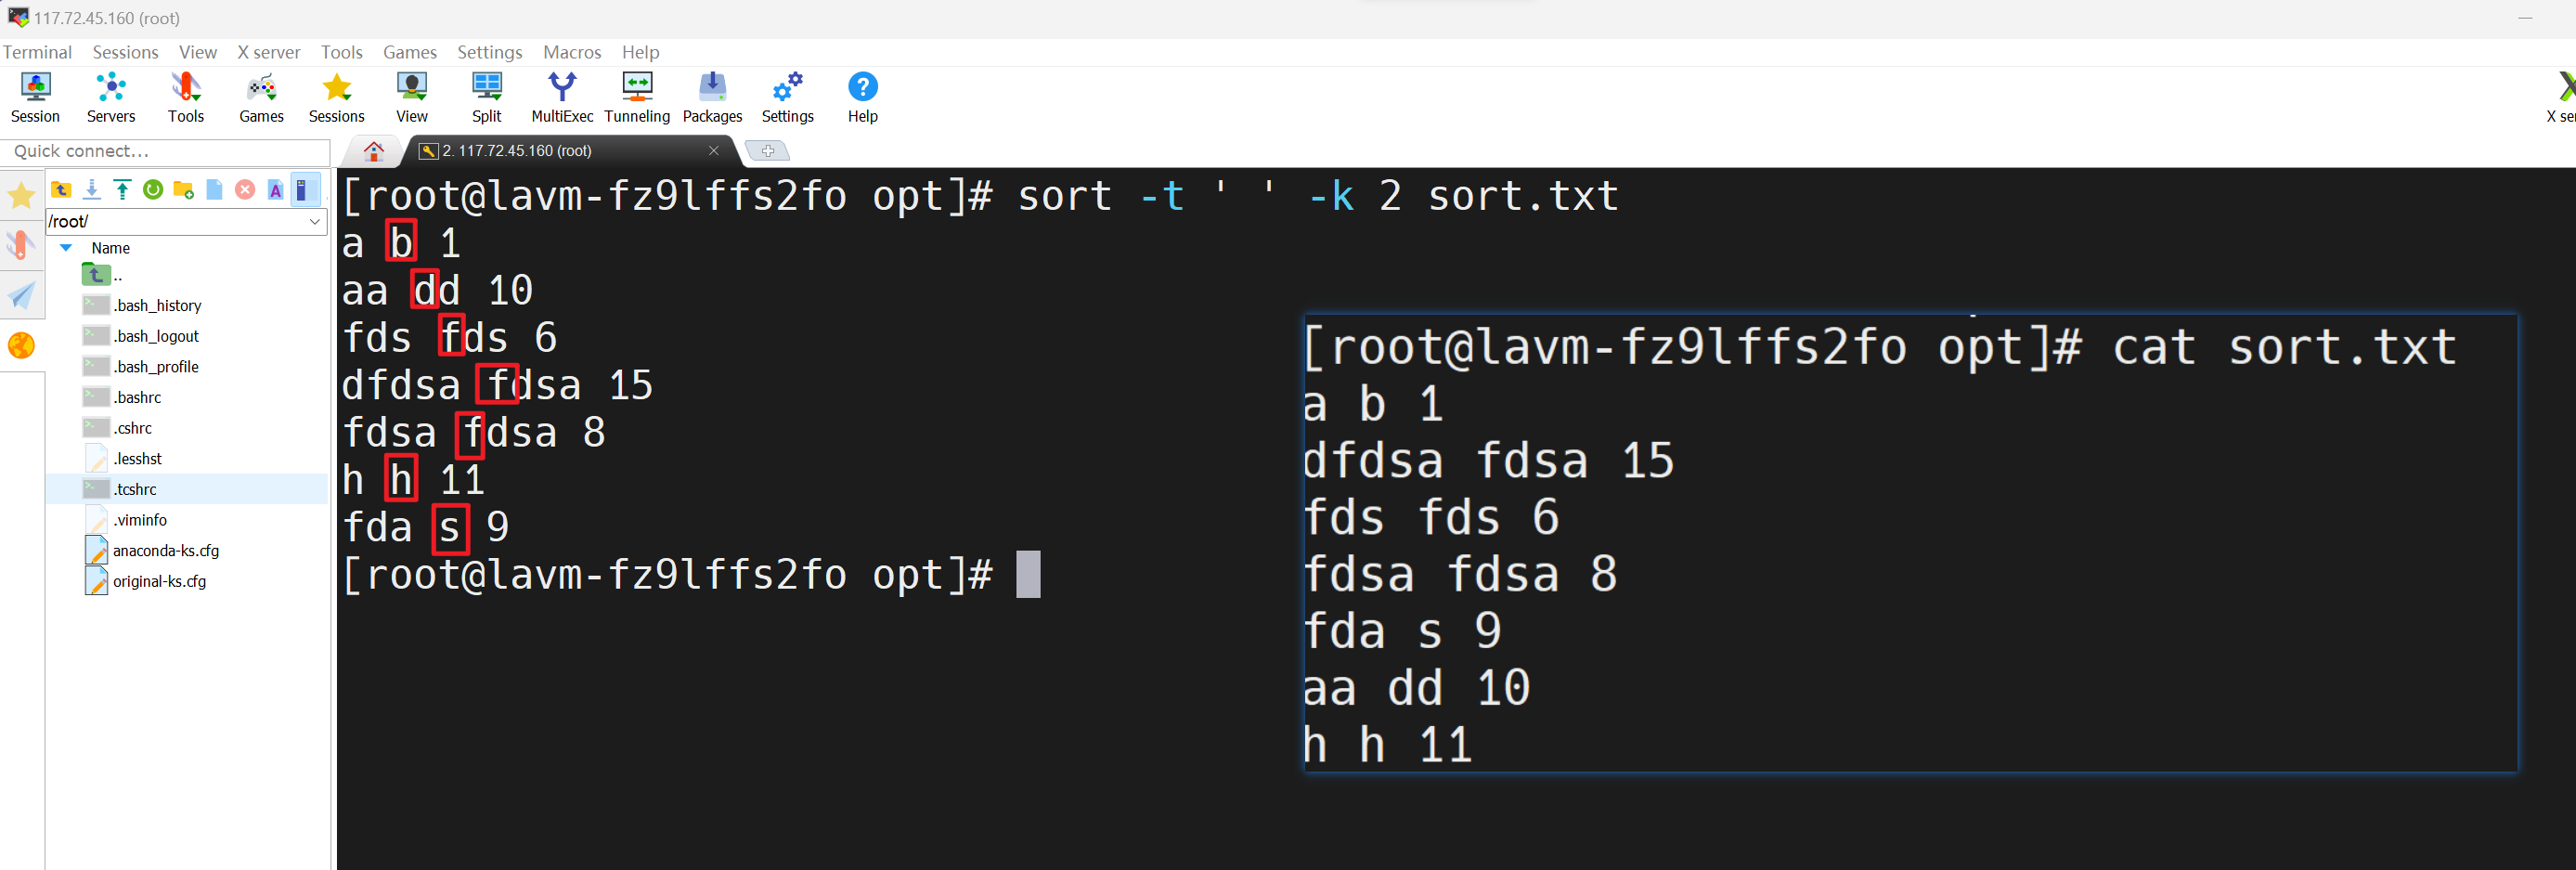 117.72.45.160 (root)
Terminal Sessions View X server Tools Games Settings Macros Help
Session Servers Tools Games Sessions View Split MultiExec Tunneling Packages Settings Help
Quick connect...
2. 117.72.45.160 (root)
/root/
Name
..
.bash_history
.bash_logout
.bash_profile
.bashrc
.cshrc
.lesshst
.tcshrc
.viminfo
anaconda-ks.cfg
original-ks.cfg
[root@lavm-fz9lffs2fo opt]# sort -t ' ' -k 2 sort.txt
a b 1
aa dd 10
fds fds 6
dfdsa fdsa 15
fdsa fdsa 8
h h 11
fda s 9
[root@lavm-fz9lffs2fo opt]#
[root@lavm-fz9lffs2fo opt]# cat sort.txt
a b 1
dfdsa fdsa 15
fds fds 6
fdsa fdsa 8
fda s 9
aa dd 10
h h 11